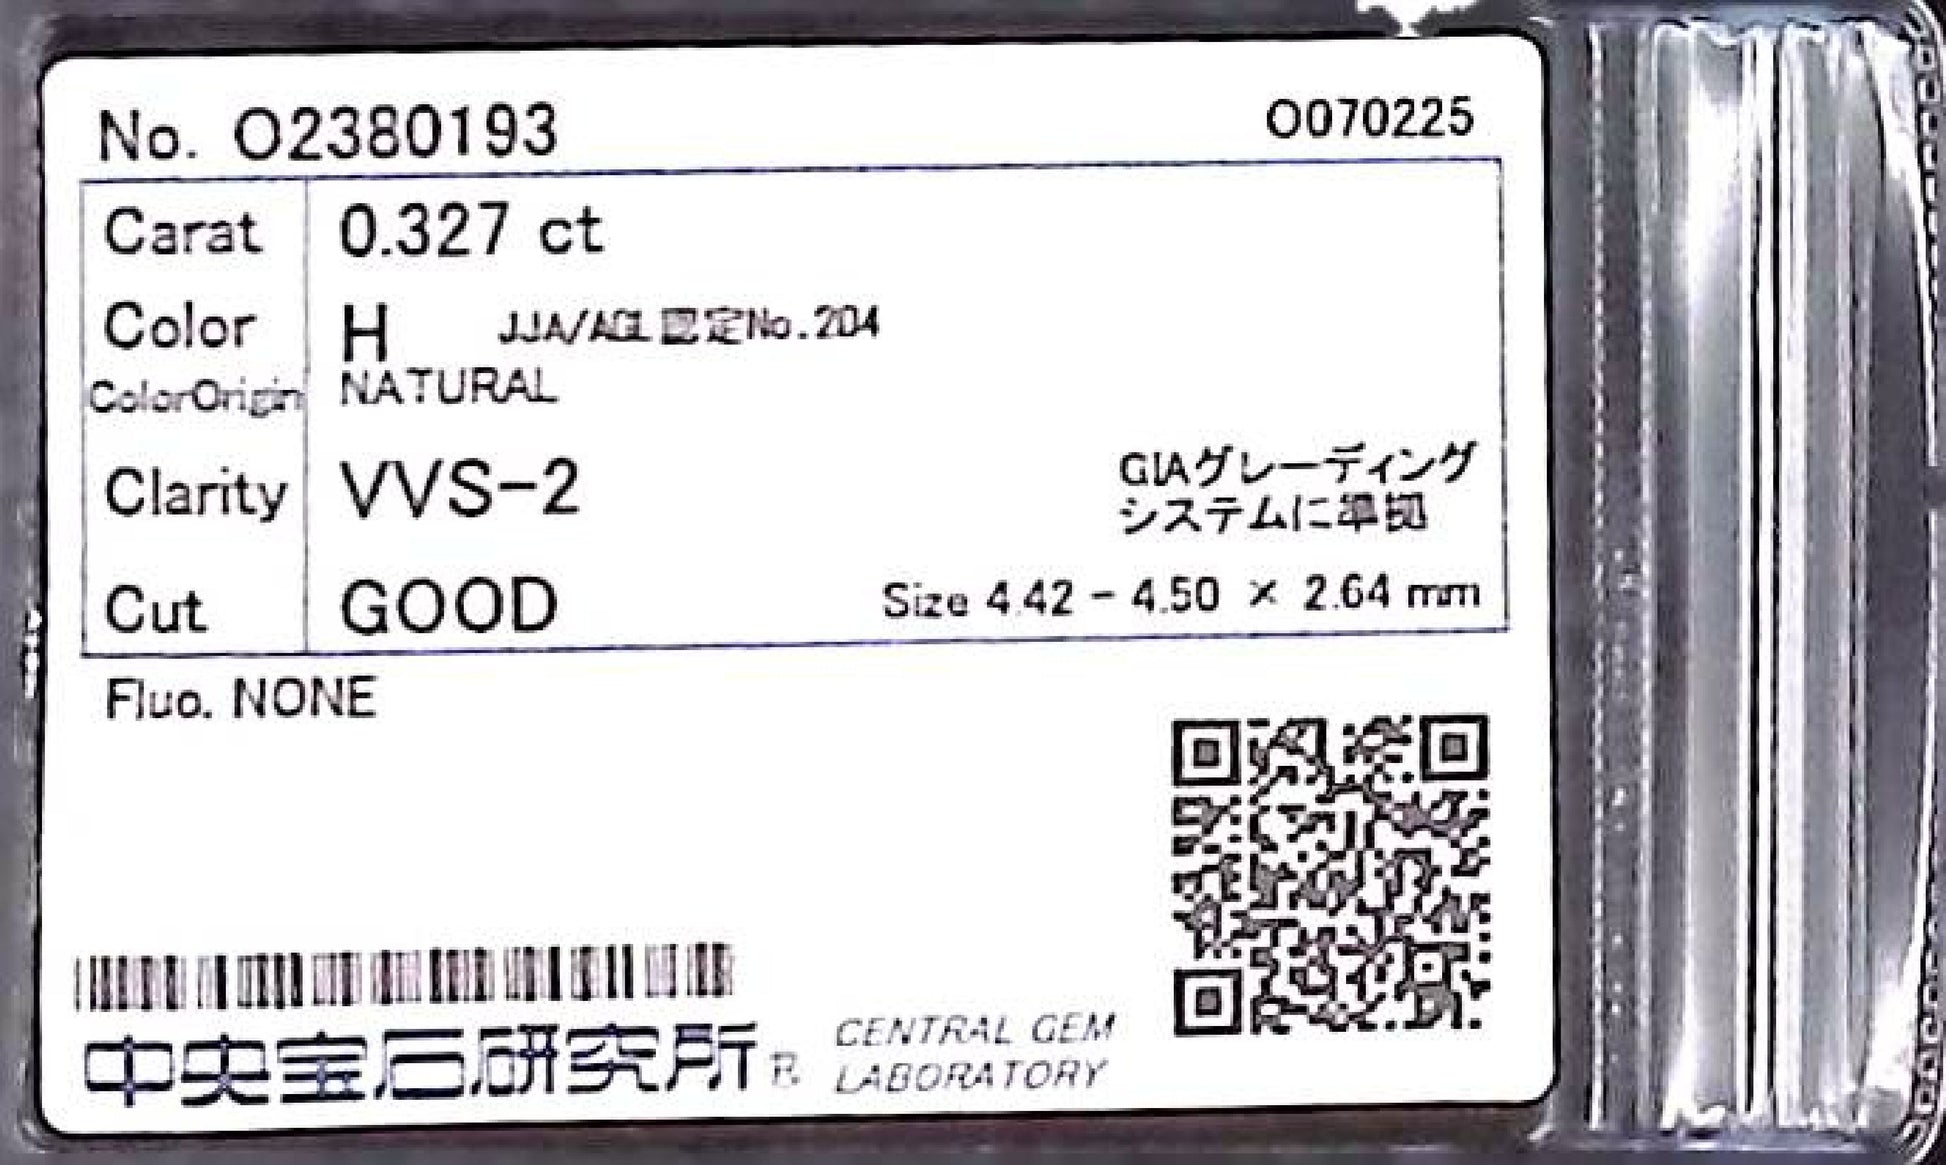 No. O2380193
O070225
Carat 0.327 ct
Color H JJA/AGL認定No.204
ColorOrigin NATURAL
Clarity VVS-2
GIAグレーディング
システムに準拠
Cut GOOD
Size 4.42 - 4.50 × 2.64 mm
Fluo. NONE
中央宝石研究所
CENTRAL GEM
LABORATORY